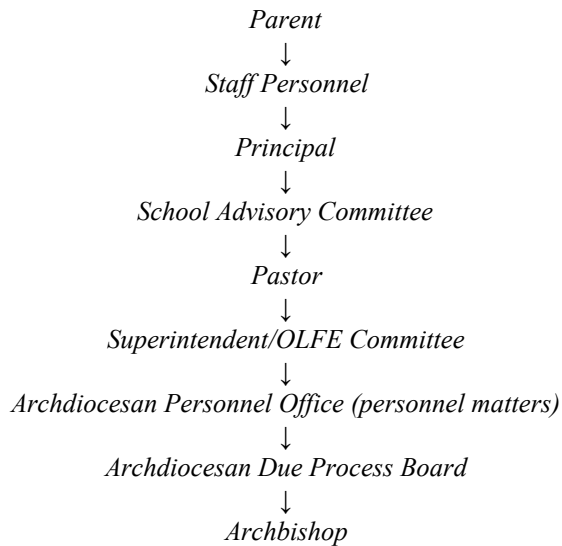 Parent
↓
Staff Personnel
↓
Principal
↓
School Advisory Committee
↓
Pastor
↓
Superintendent/OLFE Committee
↓
Archdiocesan Personnel Office (personnel matters)
↓
Archdiocesan Due Process Board
↓
Archbishop